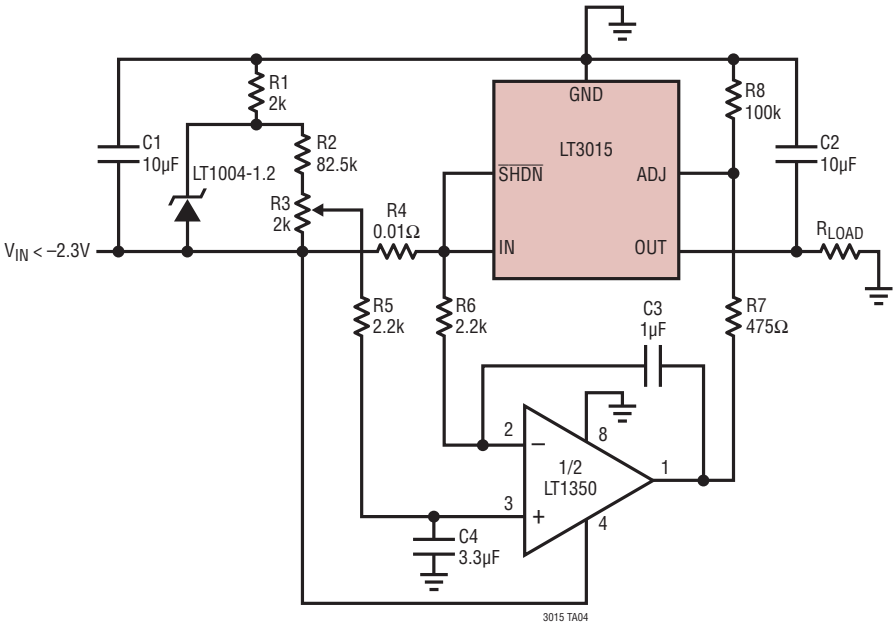 GND
R1
2k
R8
100k
C1
10µF
LT1004-1.2
R2
82.5k
LT3015
C2
10µF
SHDN
ADJ
R3
2k
R4
0.01Ω
RLOAD
VIN < –2.3V
IN
OUT
R5
2.2k
R6
2.2k
C3
1µF
R7
475Ω
2
–
8
1/2
LT1350
1
3
+
4
C4
3.3µF
3015 TA04